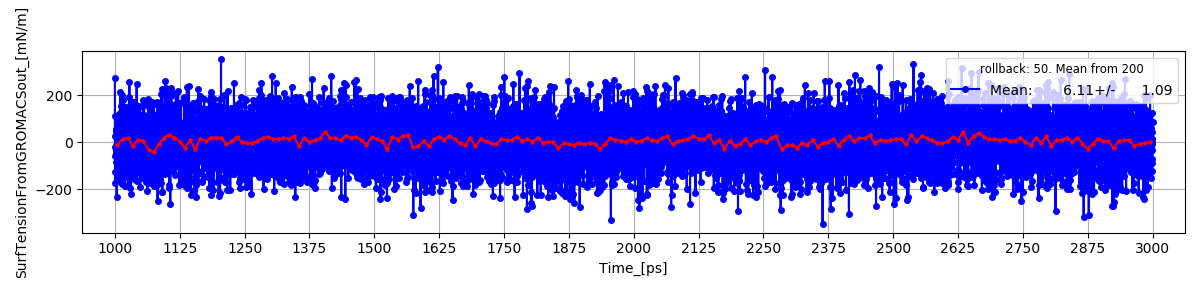 SurfTensionFromGROMACSout_[mN/m]
200
0
−200
rollback: 50. Mean from 200
Mean: 6.11+/- 1.09
1000 1125 1250 1375 1500 1625 1750 1875 2000 2125 2250 2375 2500 2625 2750 2875 3000
Time_[ps]